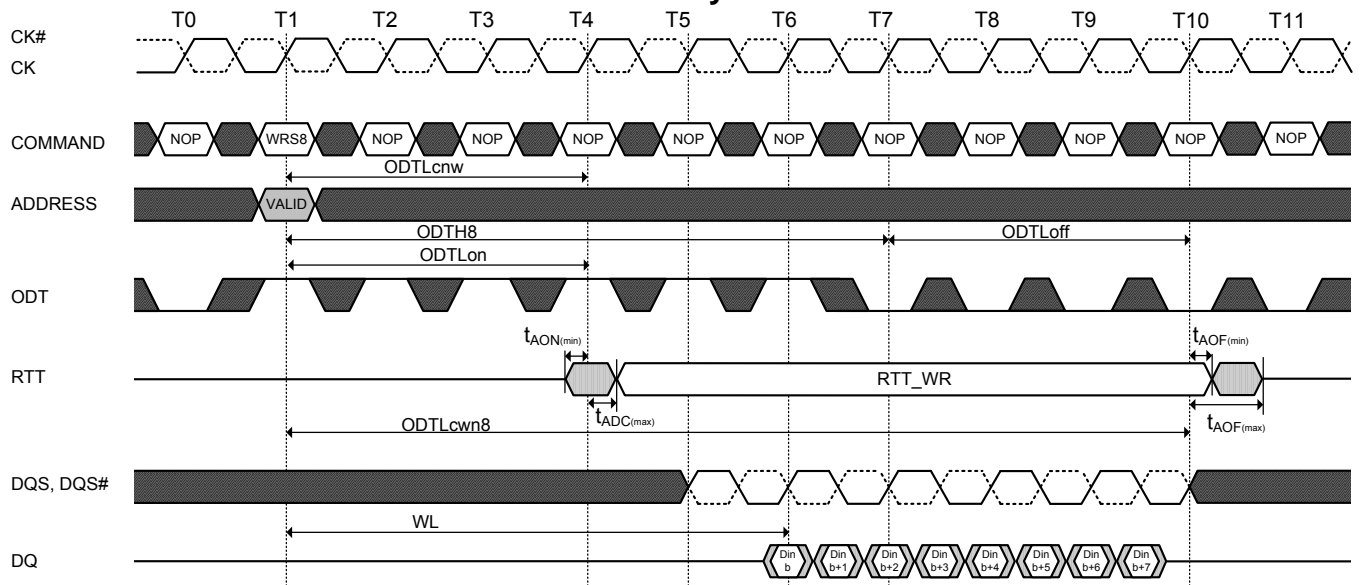 T0 T1 T2 T3 T4 T5 T6 T7 T8 T9 T10 T11
CK#
CK
COMMAND NOP WRS8 NOP NOP NOP NOP NOP NOP NOP NOP NOP NOP
ODTLcnw
ADDRESS VALID
ODTH8 ODTLoff
ODTLon
ODT
tAON(min) tAOF(min)
RTT RTT_WR
tADC(max) tAOF(max)
ODTLcwn8
DQS, DQS#
WL
DQ Din b Din b+1 Din b+2 Din b+3 Din b+4 Din b+5 Din b+6 Din b+7